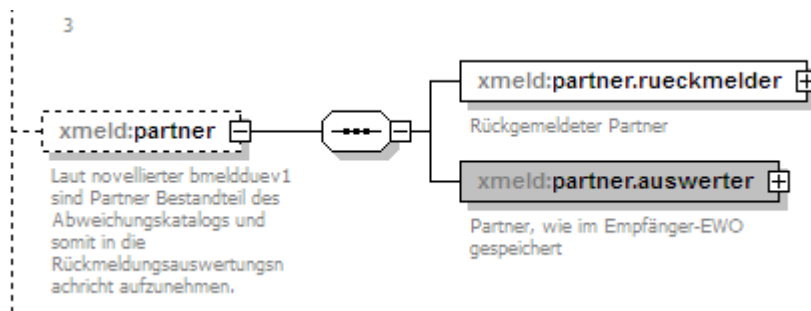 3
xmeld:partner.rueckmelder
Rückgemeldeter Partner
xmeld:partner
Laut novellierter bmeldduev1
sind Partner Bestandteil des
Abweichungskatalogs und
somit in die
Rückmeldungsauswertungsn
achricht aufzunehmen.
xmeld:partner.auswerter
Partner, wie im Empfänger-EWO
gespeichert